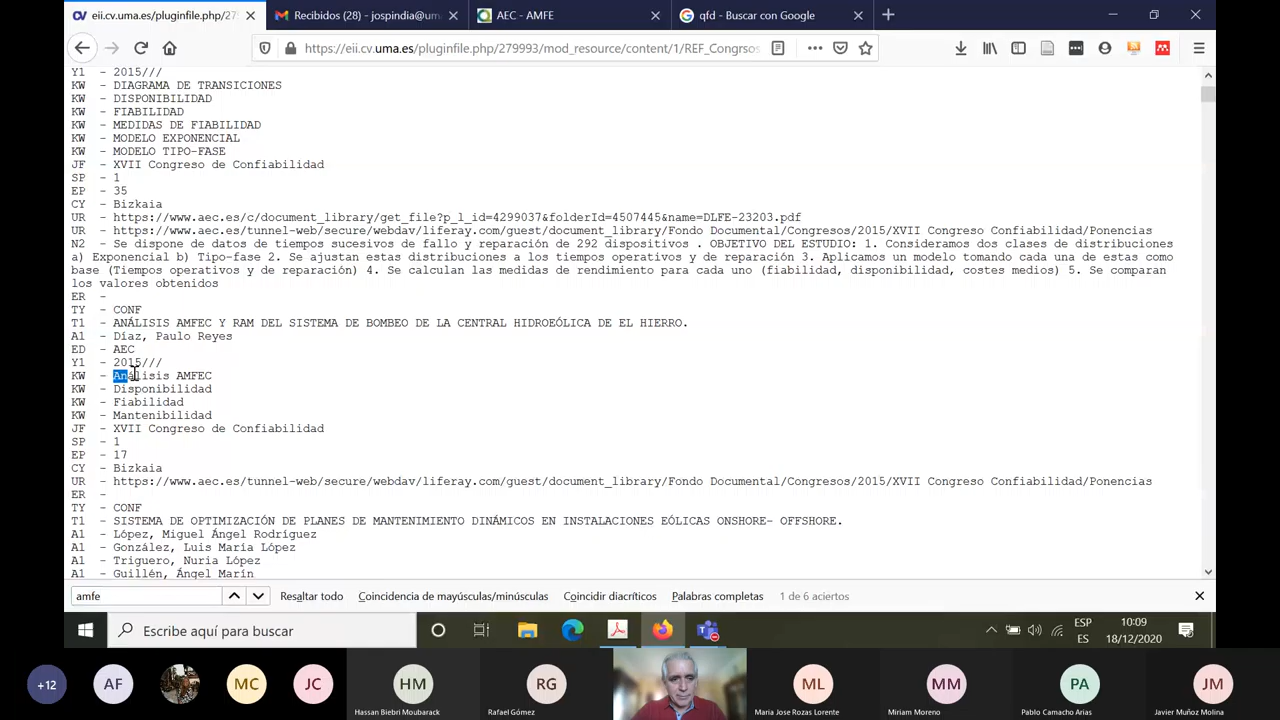 eii.cv.uma.es/pluginfile.php/27
Recibidos (28) - jospindia@um
AEC - AMFE
qfd - Buscar con Google
https://eii.cv.uma.es/pluginfile.php/279993/mod_resource/content/1/REF_Congrsos
Y1 - 2015///
KW - DIAGRAMA DE TRANSICIONES
KW - DISPONIBILIDAD
KW - FIABILIDAD
KW - MEDIDAS DE FIABILIDAD
KW - MODELO EXPONENCIAL
KW - MODELO TIPO-FASE
JF - XVII Congreso de Confiabilidad
SP - 1
EP - 35
CY - Bizkaia
UR - https://www.aec.es/c/document_library/get_file?p_l_id=4299037&folderId=4507445&name=DLFE-23203.pdf
UR - https://www.aec.es/tunnel-web/secure/webdav/liferay.com/guest/document_library/Fondo Documental/Congresos/2015/XVII Congreso Confiabilidad/Ponencias
N2 - Se dispone de datos de tiempos sucesivos de fallo y reparación de 292 dispositivos . OBJETIVO DEL ESTUDIO: 1. Consideramos dos clases de distribuciones
a) Exponencial b) Tipo-fase 2. Se ajustan estas distribuciones a los tiempos operativos y de reparación 3. Aplicamos un modelo tomando cada una de estas como
base (Tiempos operativos y de reparación) 4. Se calculan las medidas de rendimiento para cada uno (fiabilidad, disponibilidad, costes medios) 5. Se comparan
los valores obtenidos
ER -
TY - CONF
T1 - ANÁLISIS AMFEC Y RAM DEL SISTEMA DE BOMBEO DE LA CENTRAL HIDROEÓLICA DE EL HIERRO.
A1 - Díaz, Paulo Reyes
ED - AEC
Y1 - 2015///
KW - Análisis AMFEC
KW - Disponibilidad
KW - Fiabilidad
KW - Mantenibilidad
JF - XVII Congreso de Confiabilidad
SP - 1
EP - 17
CY - Bizkaia
UR - https://www.aec.es/tunnel-web/secure/webdav/liferay.com/guest/document_library/Fondo Documental/Congresos/2015/XVII Congreso Confiabilidad/Ponencias
ER -
TY - CONF
T1 - SISTEMA DE OPTIMIZACIÓN DE PLANES DE MANTENIMIENTO DINÁMICOS EN INSTALACIONES EÓLICAS ONSHORE- OFFSHORE.
A1 - López, Miguel Ángel Rodríguez
A1 - González, Luis María López
A1 - Triguero, Nuria López
A1 - Guillén, Ángel Marín
amfe
Resaltar todo
Coincidencia de mayúsculas/minúsculas
Coincidir diacríticos
Palabras completas
1 de 6 aciertos
Escribe aquí para buscar
ESP
ES
10:09
18/12/2020
+12
AF
MC
JC
HM
Hassan Biebri Moubarack
RG
Rafael Gómez
ML
María Jose Rozas Lorente
MM
Miriam Moreno
PA
Pablo Camacho Arias
JM
Javier Muñoz Molina